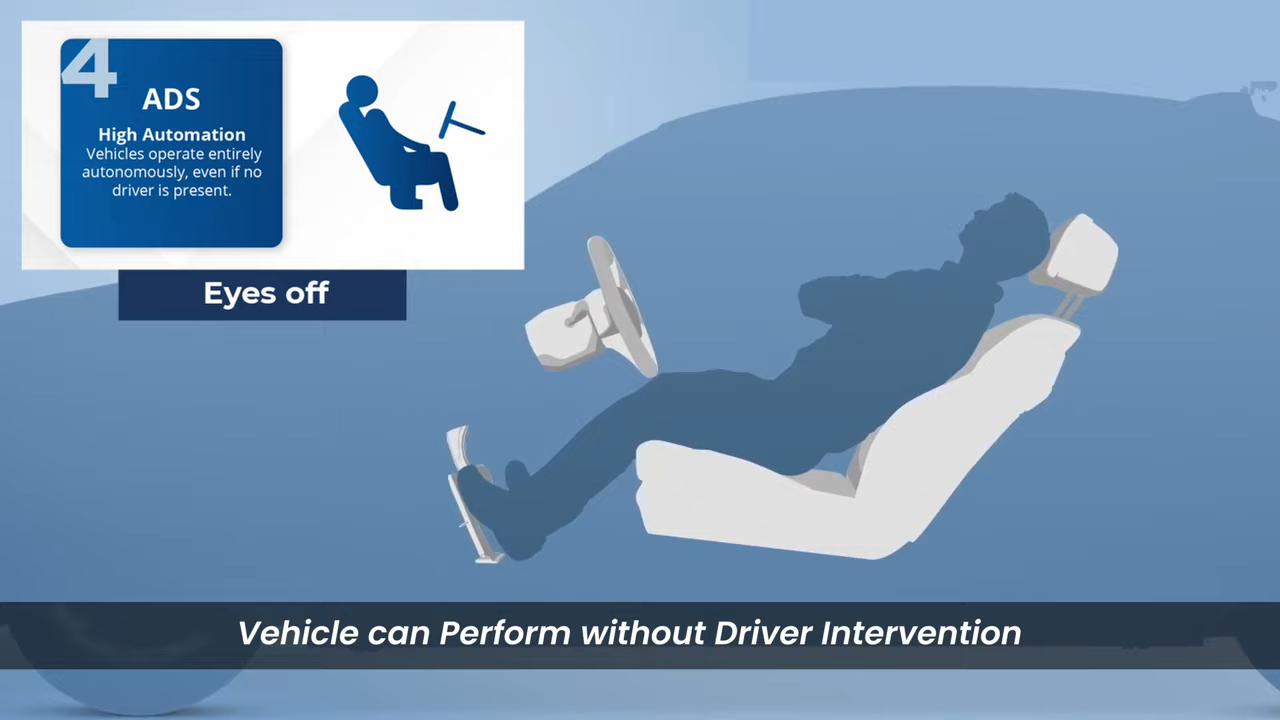 4
ADS
High Automation
Vehicles operate entirely
autonomously, even if no
driver is present.
Eyes off
Vehicle can Perform without Driver Intervention